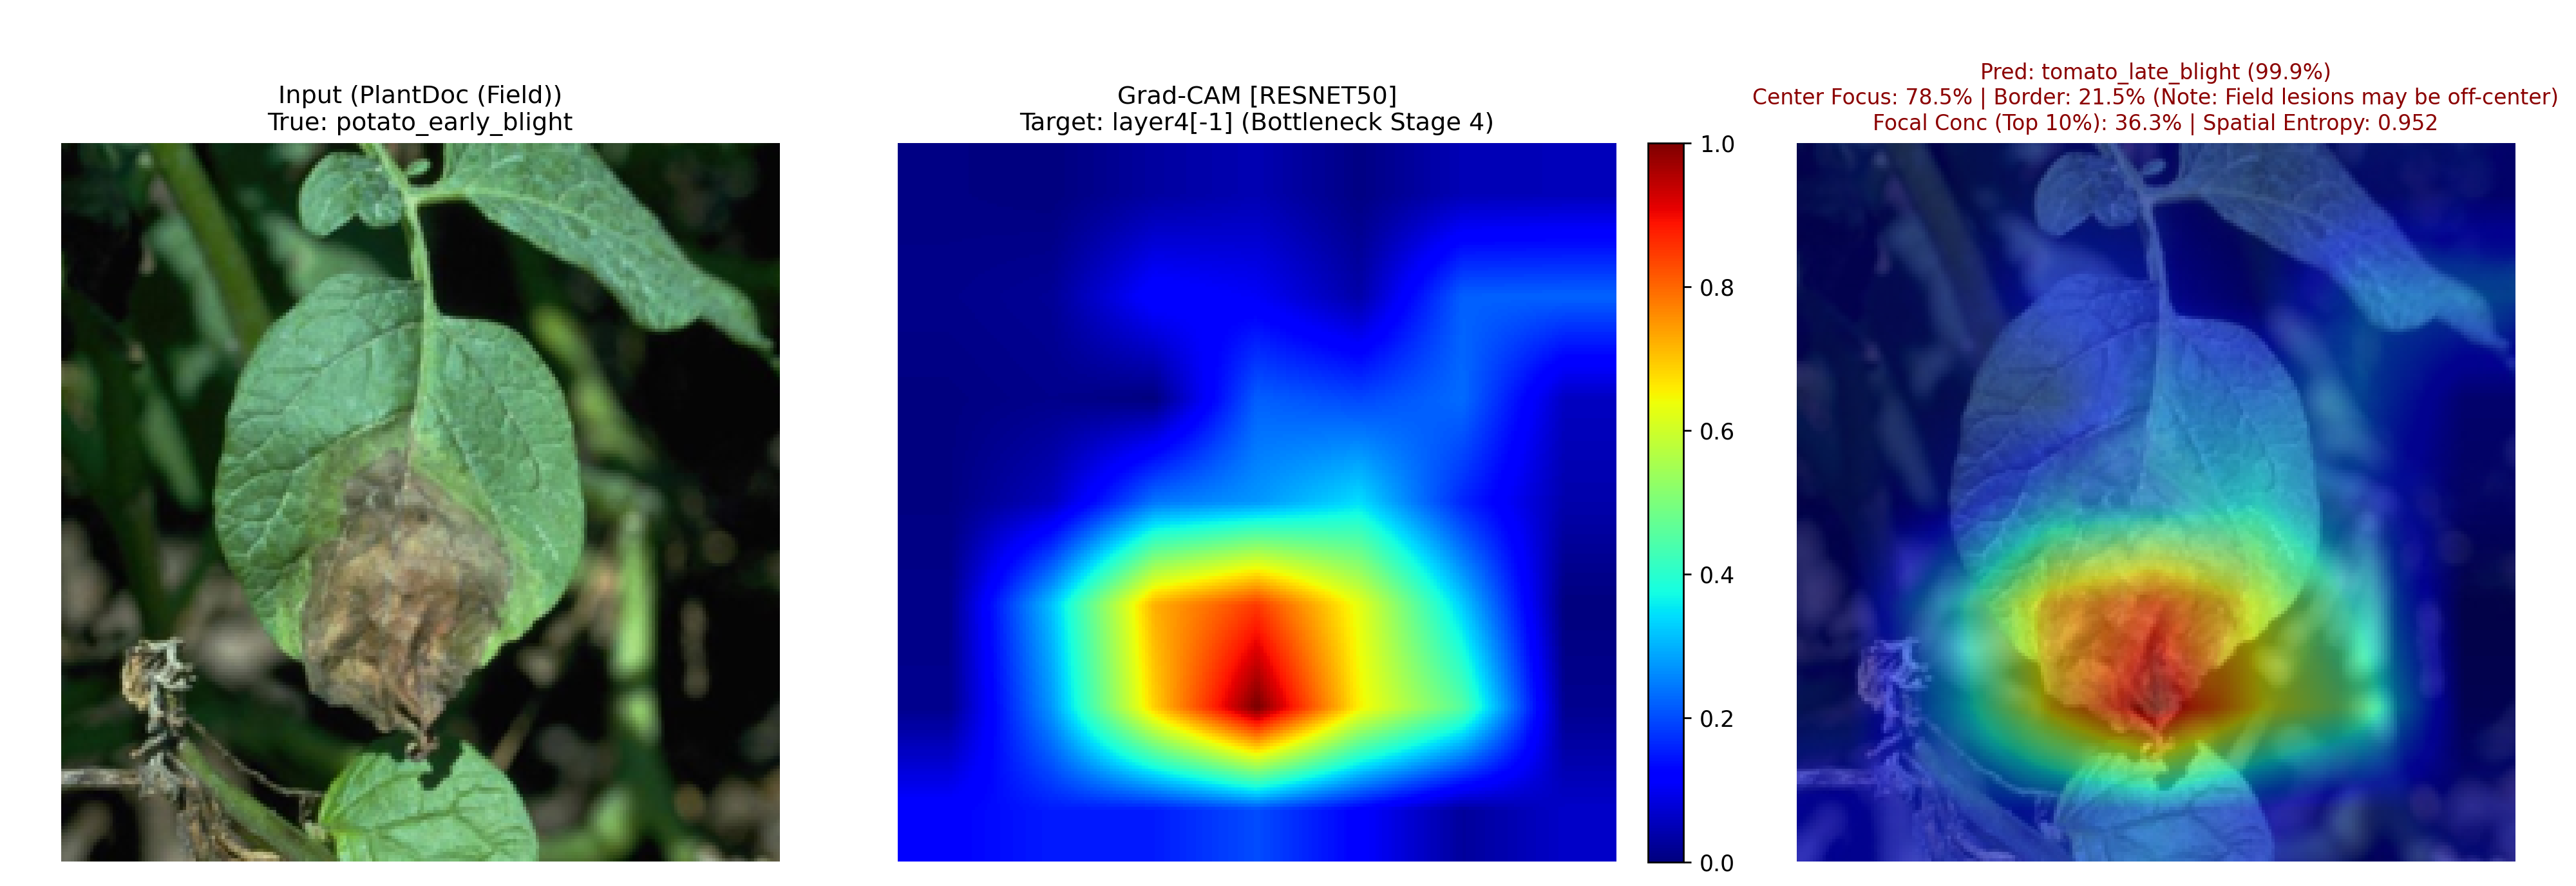 Input (PlantDoc (Field))
True: potato_early_blight
Grad-CAM [RESNET50]
Target: layer4[-1] (Bottleneck Stage 4)
1.0
0.8
0.6
0.4
0.2
0.0
Pred: tomato_late_blight (99.9%)
Center Focus: 78.5% | Border: 21.5% (Note: Field lesions may be off-center)
Focal Conc (Top 10%): 36.3% | Spatial Entropy: 0.952